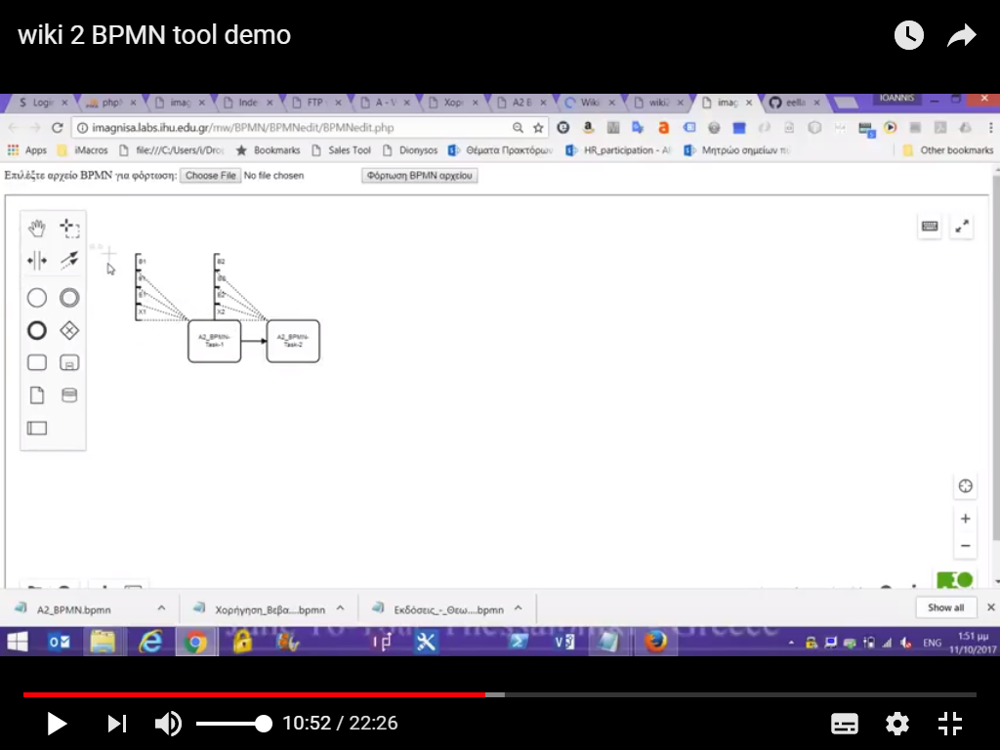 wiki 2 BPMN tool demo
Login
php
imag
Inde
FTP
A - V
Χορι
A2 B
Wiki
wiki2
imag
eella
IOANNIS
imagnisa.labs.ihu.edu.gr/mw/BPMN/BPMNedit/BPMNedit.php
Apps
iMacros
file:///C:/Users/i/Dro
Bookmarks
Sales Tool
Dionysos
Θέματα Πρακτόρων
HR_participation - Al
Μητρώο σημείων πυ
Other bookmarks
Επιλέξτε αρχείο BPMN για φόρτωση:
Choose File
No file chosen
Φόρτωση BPMN αρχείου
B1
B2
E1
E2
X1
X2
A2_BPMN-
Task-1
A2_BPMN-
Task-2
A2_BPMN.bpmn
Χορήγηση_Βεβα....bpmn
Εκδόσεις_-_Θεω....bpmn
Show all
ENG
1:51 μμ
11/10/2017
10:52 / 22:26